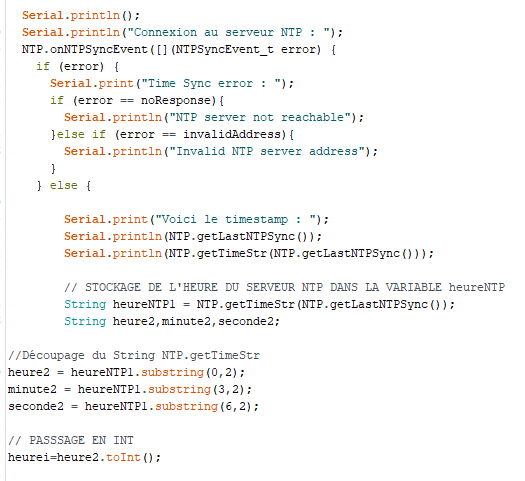 Serial.println();
Serial.println("Connexion au serveur NTP : ");
NTP.onNTPSyncEvent([](NTPSyncEvent_t error) {
if (error) {
Serial.print("Time Sync error : ");
if (error == noResponse){
Serial.println("NTP server not reachable");
}else if (error == invalidAddress){
Serial.println("Invalid NTP server address");
}
} else {
Serial.print("Voici le timestamp : ");
Serial.println(NTP.getLastNTPSync());
Serial.println(NTP.getTimeStr(NTP.getLastNTPSync()));
// STOCKAGE DE L'HEURE DU SERVEUR NTP DANS LA VARIABLE heureNTP
String heureNTP1 = NTP.getTimeStr(NTP.getLastNTPSync());
String heure2,minute2,seconde2;
//Découpage du String NTP.getTimeStr
heure2 = heureNTP1.substring(0,2);
minute2 = heureNTP1.substring(3,2);
seconde2 = heureNTP1.substring(6,2);
// PASSSAGE EN INT
heurei=heure2.toInt();